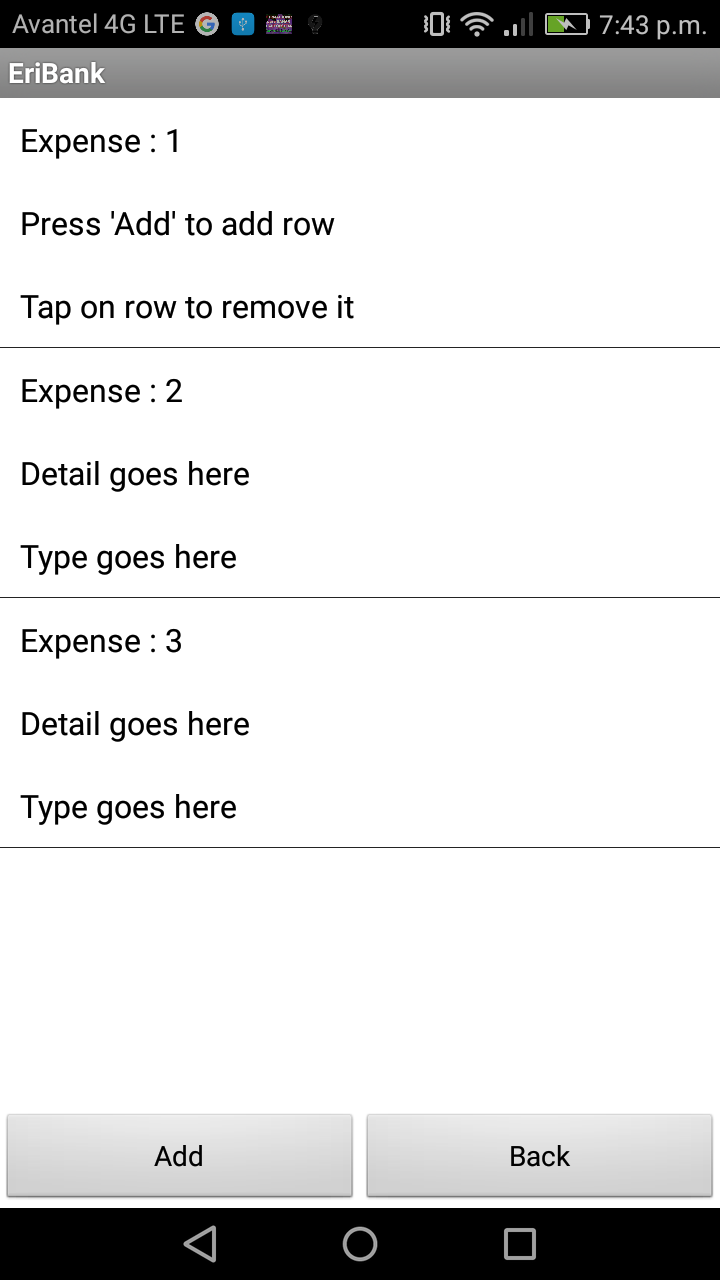 Avantel 4G LTE 7:43 p.m.
EriBank
Expense : 1
Press 'Add' to add row
Tap on row to remove it
Expense : 2
Detail goes here
Type goes here
Expense : 3
Detail goes here
Type goes here
Add Back